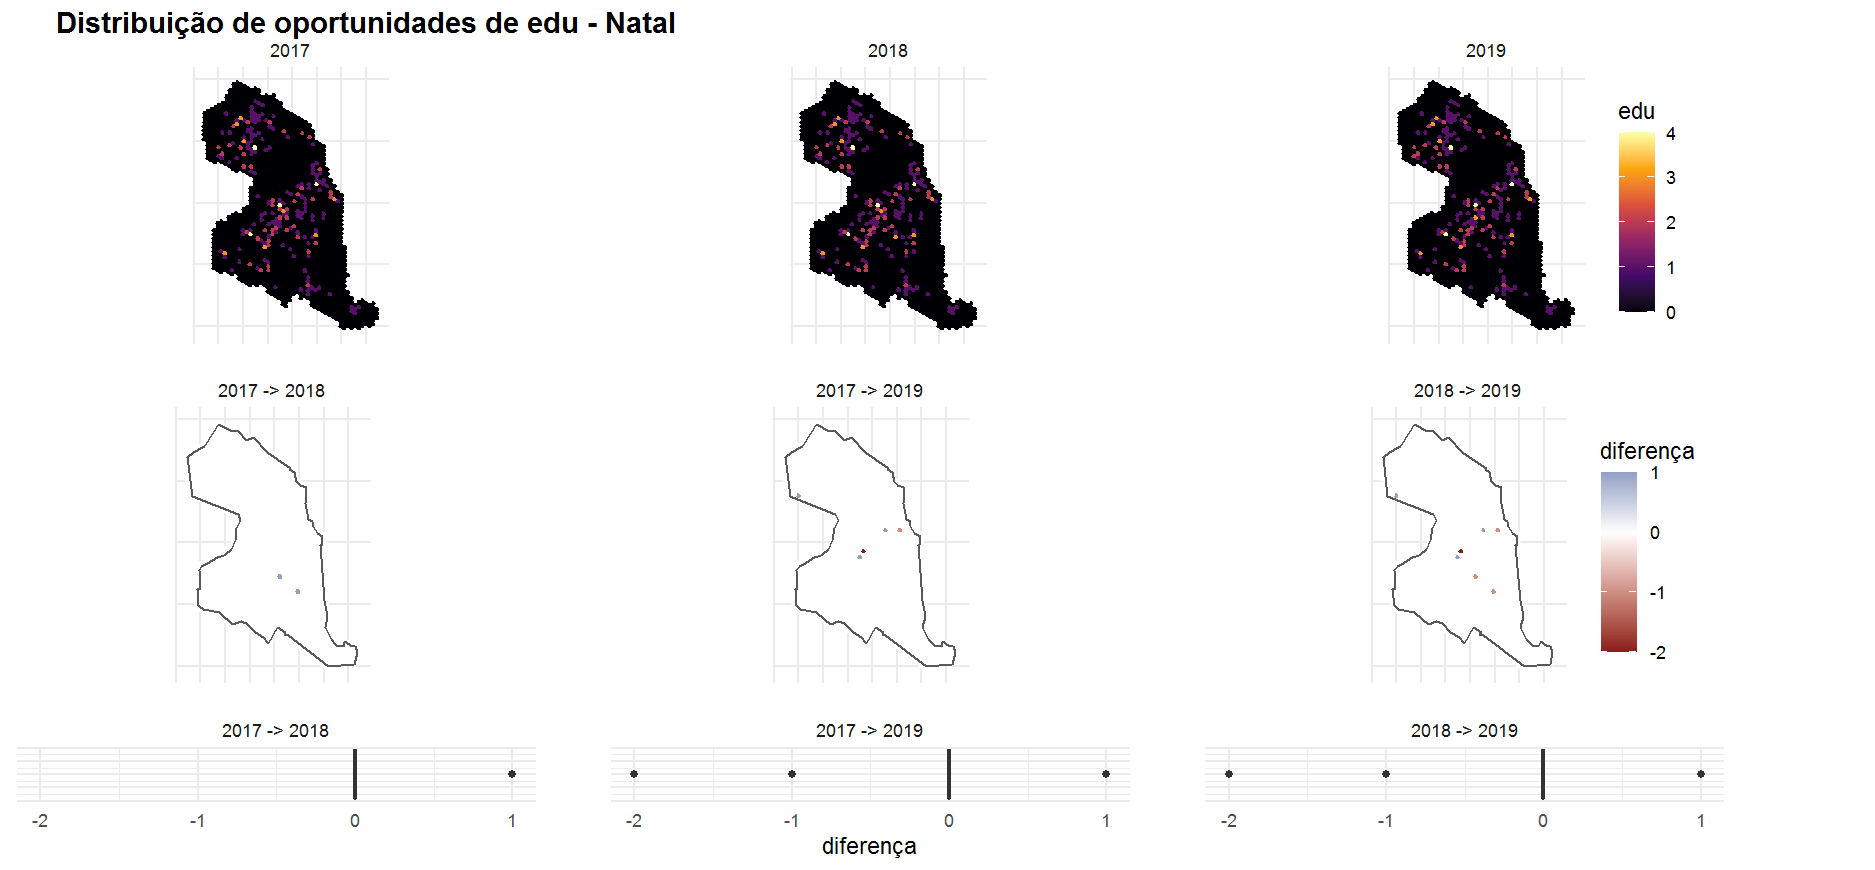 Distribuição de oportunidades de edu - Natal
2017
2018
2019
edu
4
3
2
1
0
2017 -> 2018
2017 -> 2019
2018 -> 2019
diferença
1
0
-1
-2
2017 -> 2018
2017 -> 2019
2018 -> 2019
-2 -1 0 1
-2 -1 0 1
-2 -1 0 1
diferença